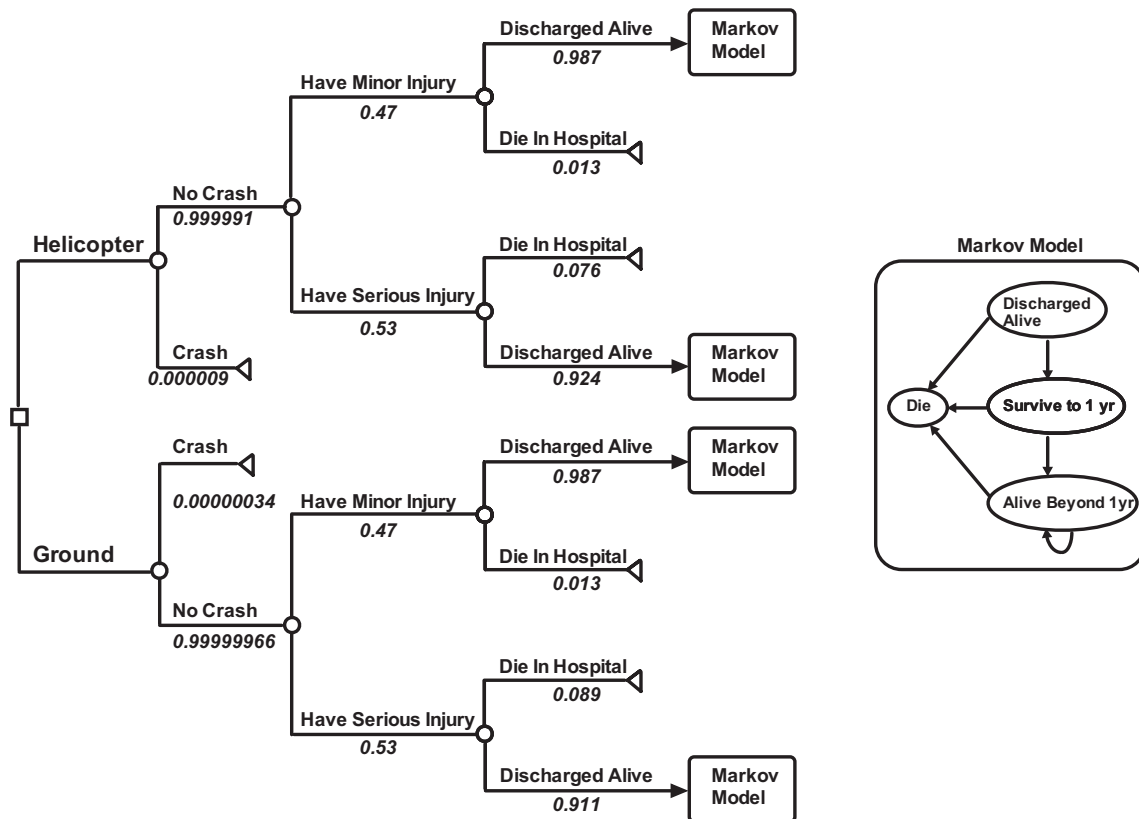 Discharged Alive
0.987
Markov
Model
Have Minor Injury
0.47
Die In Hospital
0.013
No Crash
0.999991
Helicopter
Die In Hospital
0.076
Have Serious Injury
0.53
Crash
0.000009
Discharged Alive
0.924
Markov
Model
Crash
0.00000034
Discharged Alive
0.987
Markov
Model
Have Minor Injury
0.47
Die In Hospital
0.013
Ground
No Crash
0.99999966
Die In Hospital
0.089
Have Serious Injury
0.53
Discharged Alive
0.911
Markov
Model
Markov Model
Discharged
Alive
Die
Survive to 1 yr
Alive Beyond 1yr